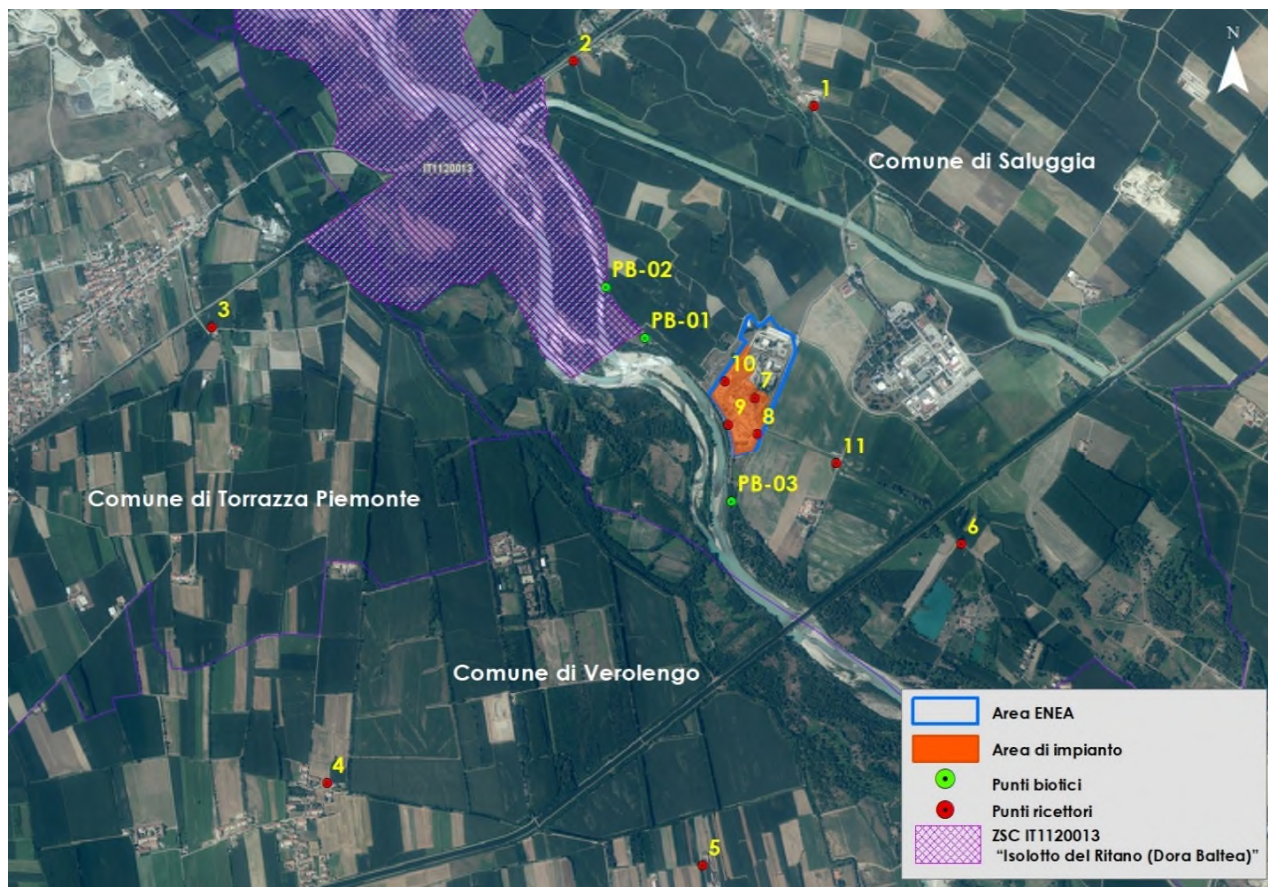 N
2
1
Comune di Saluggia
IT1120013
PB-02
3
PB-01
10
7
9
8
11
PB-03
Comune di Torrazza Piemonte
6
Comune di Verolengo
4
5
Area ENEA
Area di impianto
Punti biotici
Punti ricettori
ZSC IT1120013
"Isolotto del Ritano (Dora Baltea)"